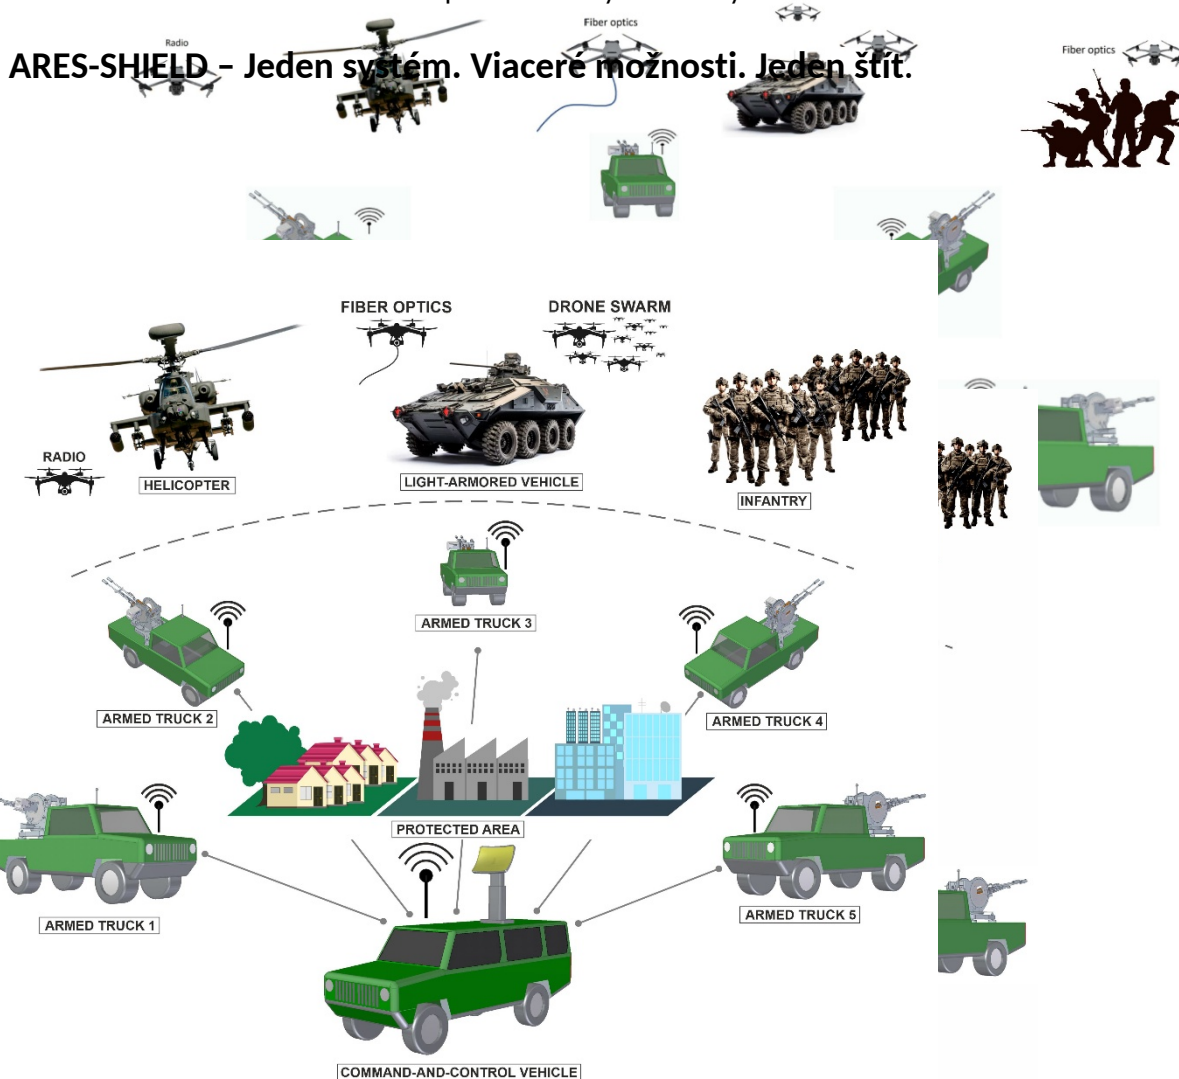 Fiber optics
Radio
Fiber optics
ARES-SHIELD – Jeden systém. Viaceré možnosti. Jeden štít.
FIBER OPTICS
DRONE SWARM
RADIO
HELICOPTER
LIGHT-ARMORED VEHICLE
INFANTRY
ARMED TRUCK 3
ARMED TRUCK 2
ARMED TRUCK 4
PROTECTED AREA
ARMED TRUCK 1
ARMED TRUCK 5
COMMAND-AND-CONTROL VEHICLE